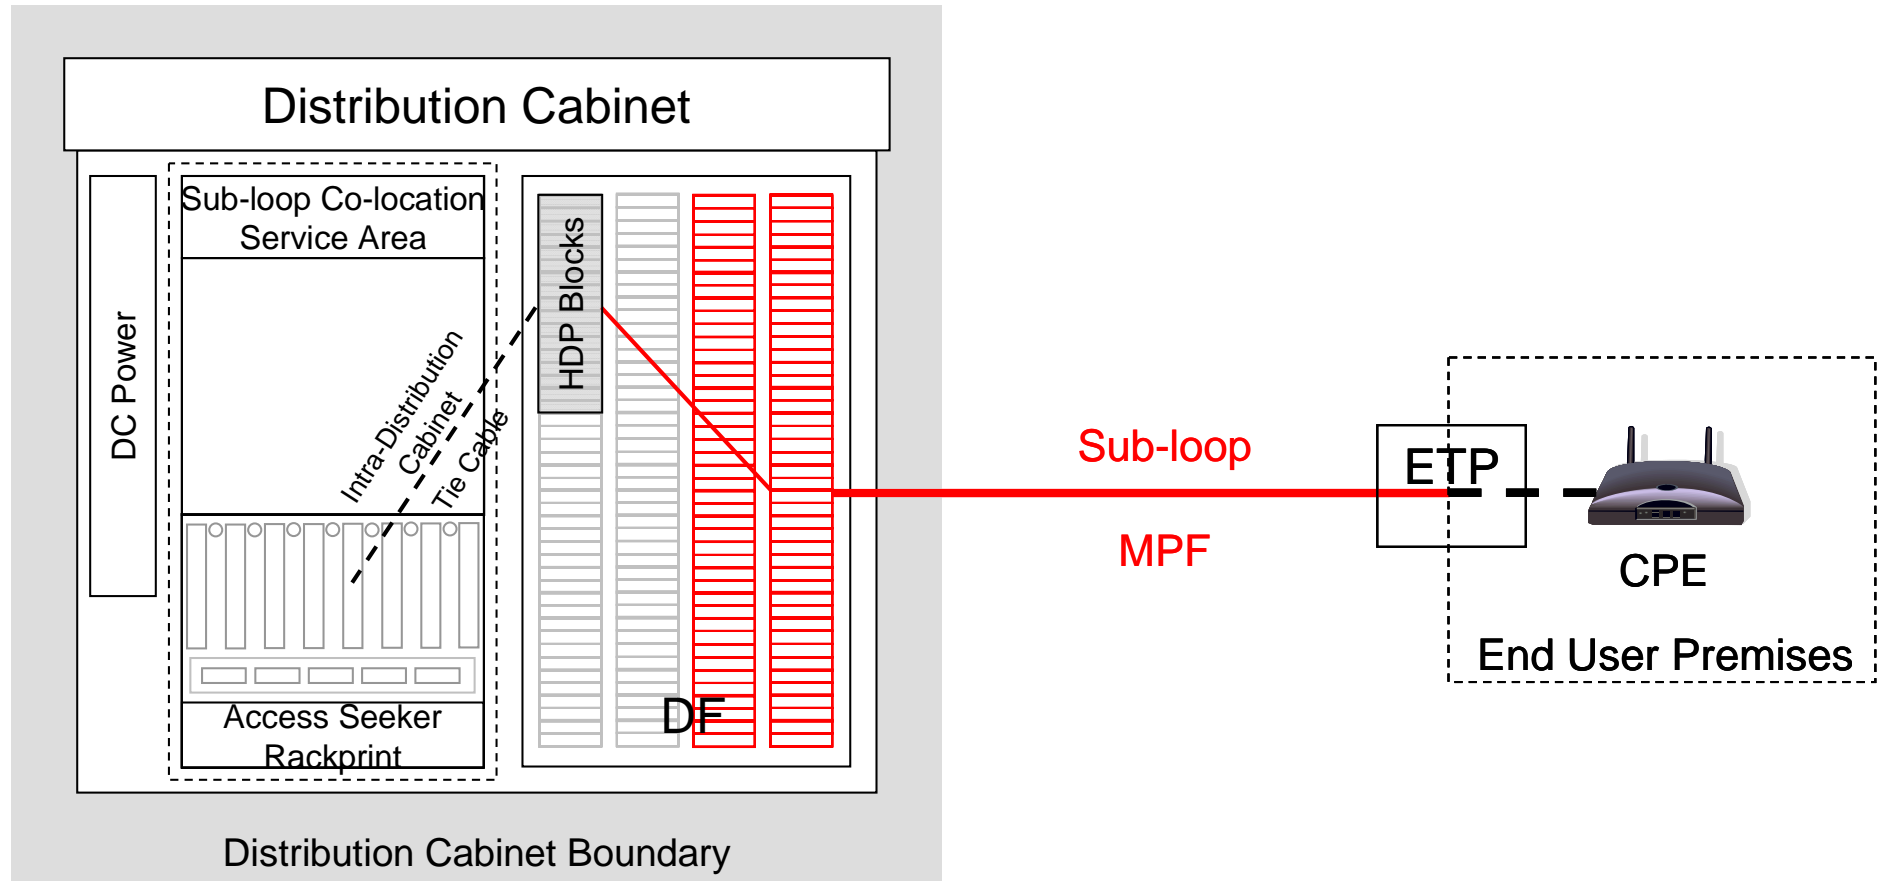 Distribution Cabinet
DC Power
Sub-loop Co-location
Service Area
Intra-Distribution
Cabinet
Tie Cable
Access Seeker
Rackprint
HDP Blocks
DF
Sub-loop
MPF
ETP
CPE
End User Premises
Distribution Cabinet Boundary